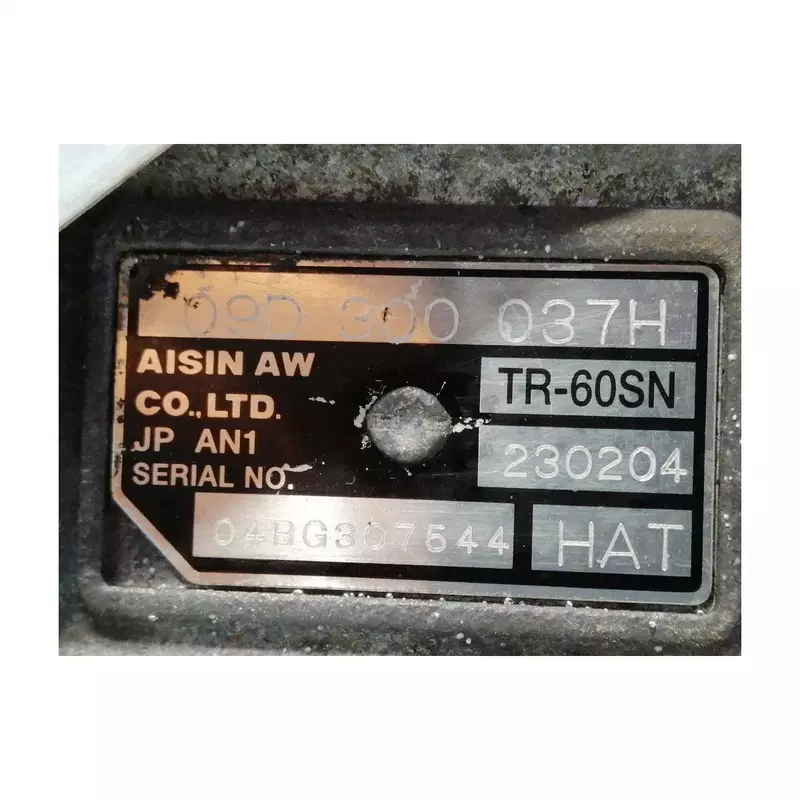 09D 300 037H
AISIN AW
CO.,LTD.
TR-60SN
JP AN1
230204
SERIAL NO.
04BG307544
HAT